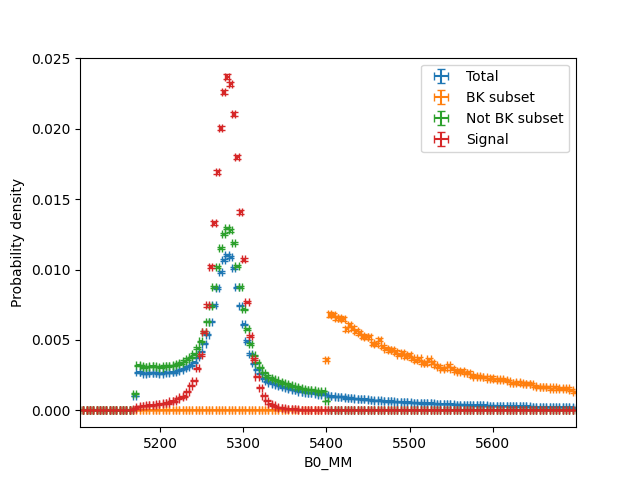 0.025
0.020
0.015
0.010
0.005
0.000
Probability density
5200
5300
5400
5500
5600
B0_MM
Total
BK subset
Not BK subset
Signal